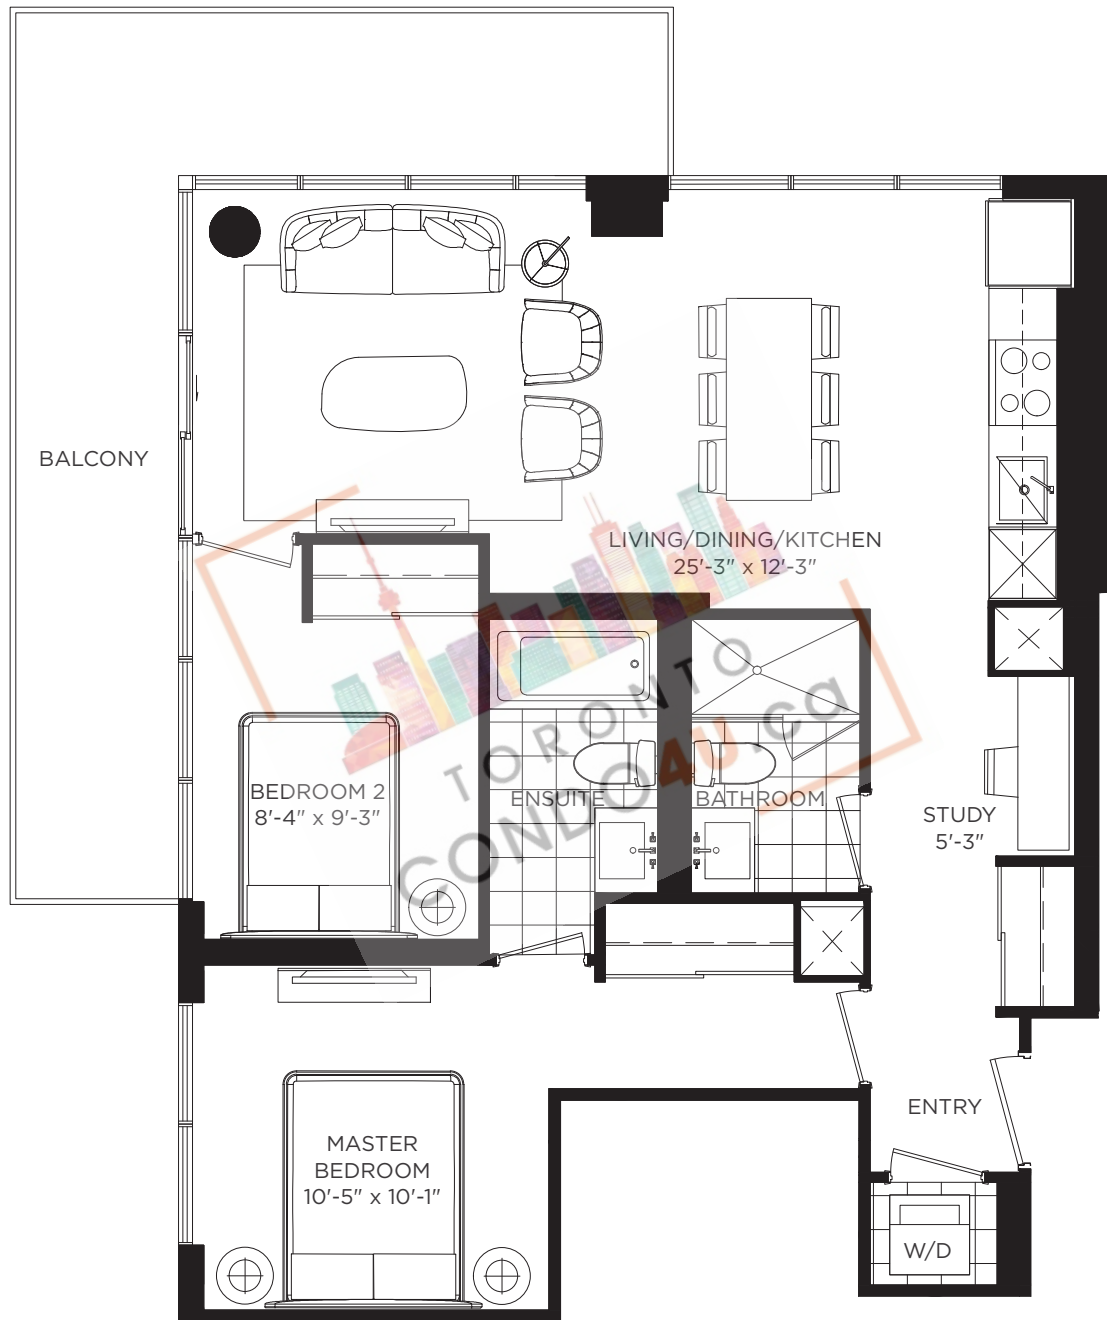 BALCONY
LIVING/DINING/KITCHEN
25'-3" x 12'-3"
TORONTO
CONDO4U.ca
BEDROOM 2
8'-4" x 9'-3"
ENSUITE
BATHROOM
STUDY
5'-3"
ENTRY
MASTER
BEDROOM
10'-5" x 10'-1"
W/D